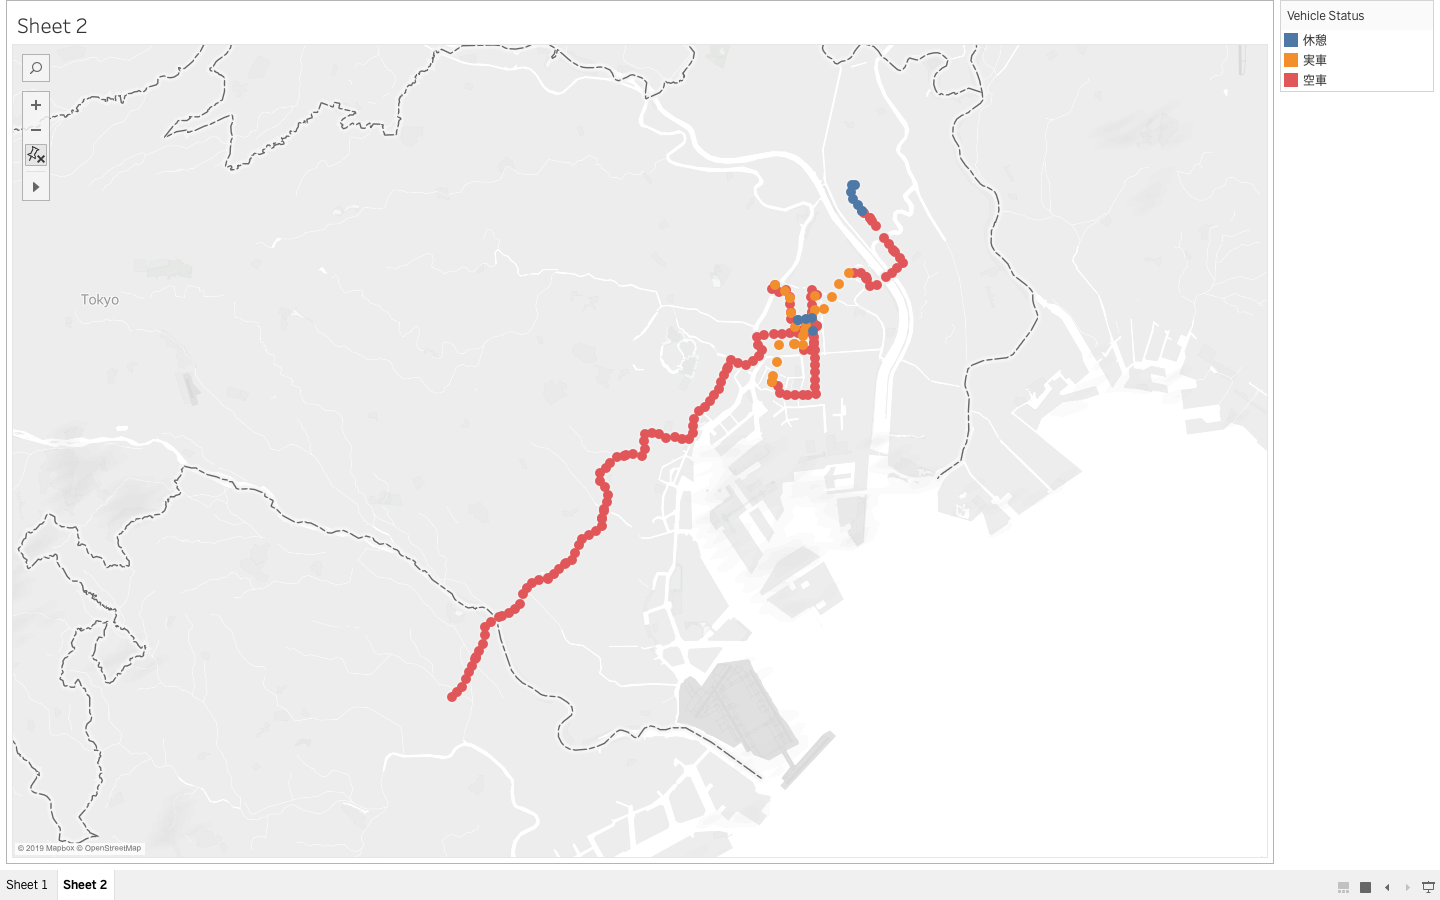 Sheet 2
Vehicle Status
休憩
実車
空車
Tokyo
© 2019 Mapbox © OpenStreetMap
Sheet 1
Sheet 2